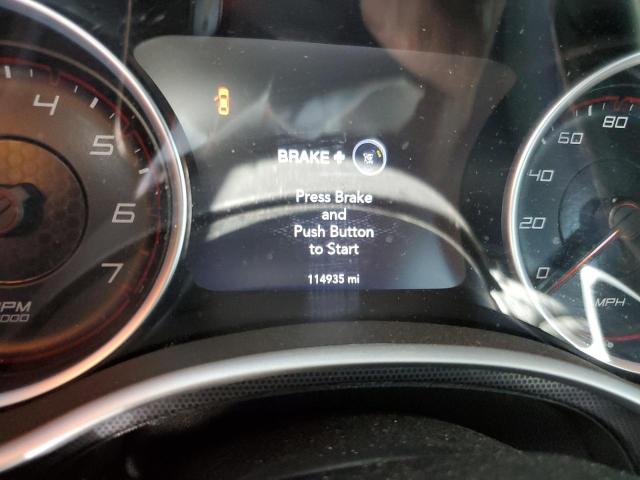 4
5
6
7
BRAKE +
Press Brake
and
Push Button
to Start
114935 mi
80
60
40
20
0
MPH